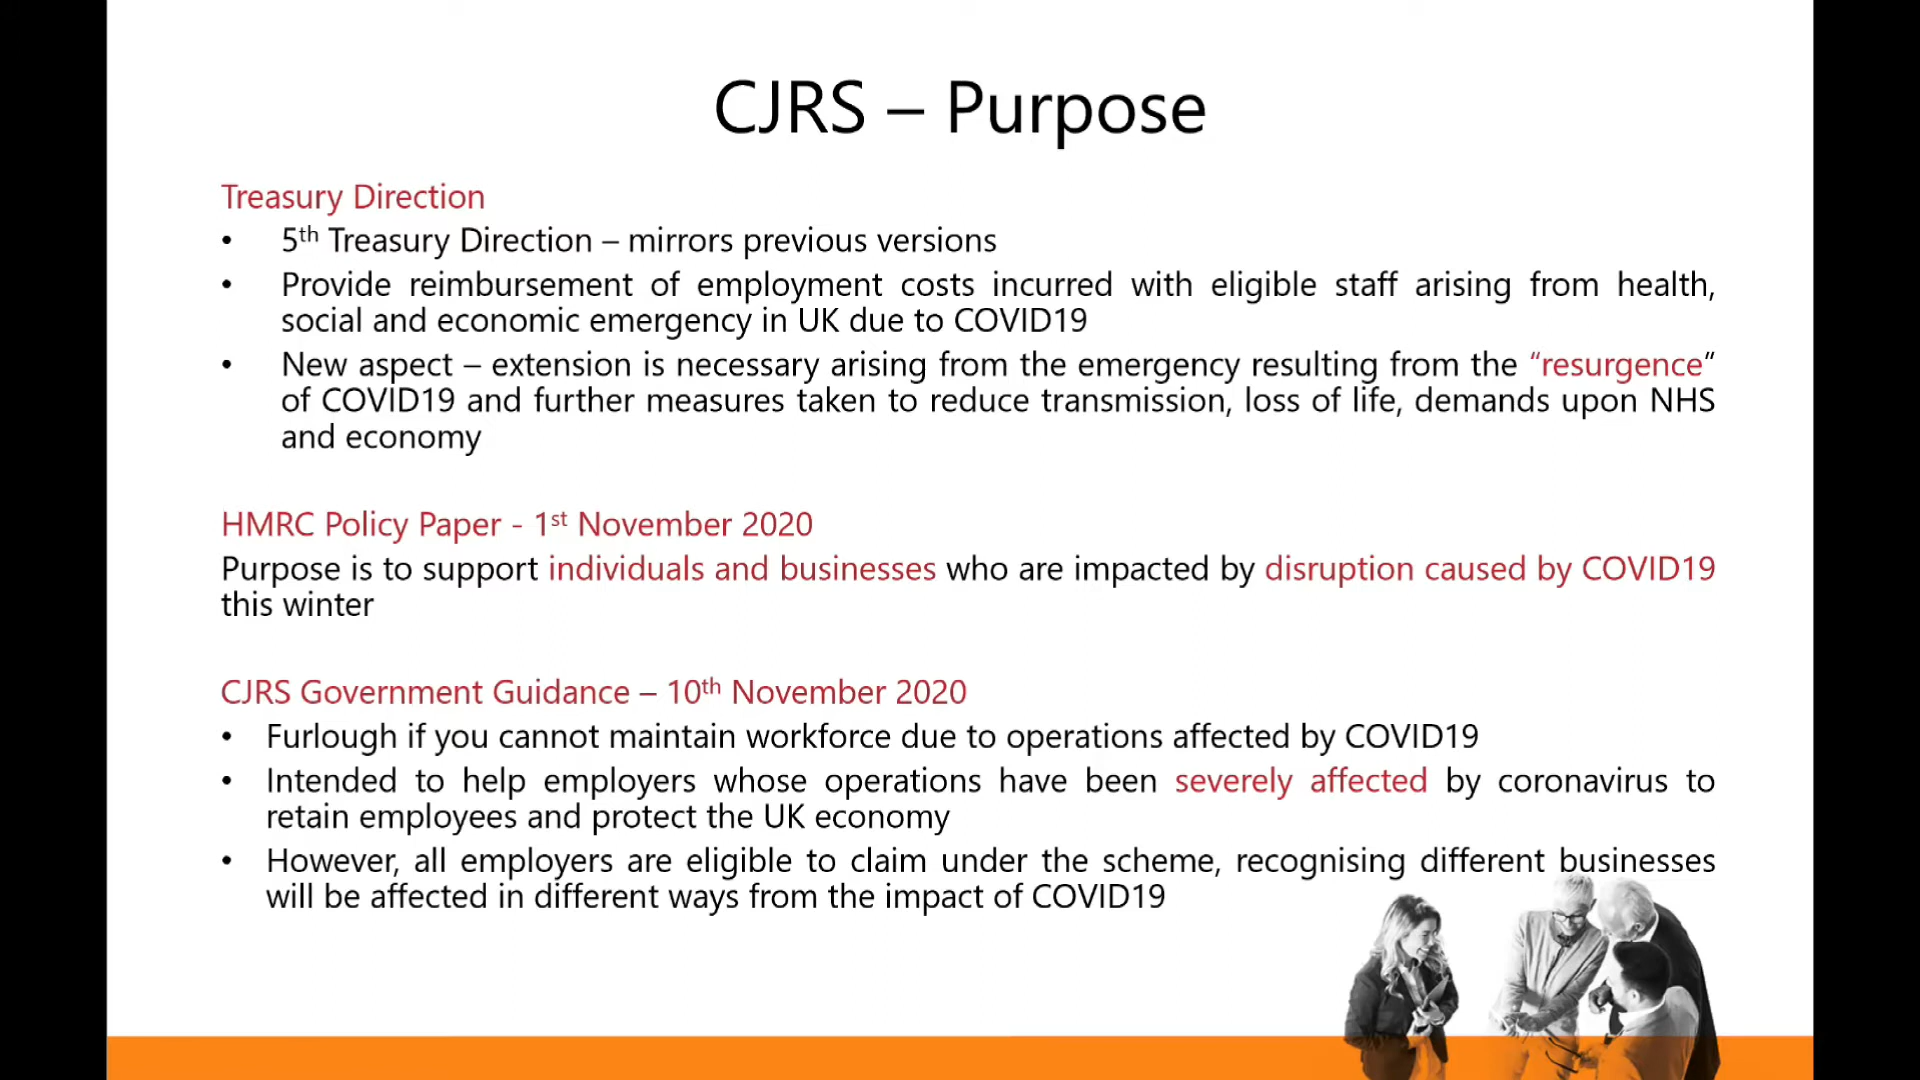 CJRS – Purpose
Treasury Direction
• 5th Treasury Direction – mirrors previous versions
• Provide reimbursement of employment costs incurred with eligible staff arising from health,
social and economic emergency in UK due to COVID19
• New aspect – extension is necessary arising from the emergency resulting from the “resurgence”
of COVID19 and further measures taken to reduce transmission, loss of life, demands upon NHS
and economy
HMRC Policy Paper - 1st November 2020
Purpose is to support individuals and businesses who are impacted by disruption caused by COVID19
this winter
CJRS Government Guidance – 10th November 2020
• Furlough if you cannot maintain workforce due to operations affected by COVID19
• Intended to help employers whose operations have been severely affected by coronavirus to
retain employees and protect the UK economy
• However, all employers are eligible to claim under the scheme, recognising different businesses
will be affected in different ways from the impact of COVID19